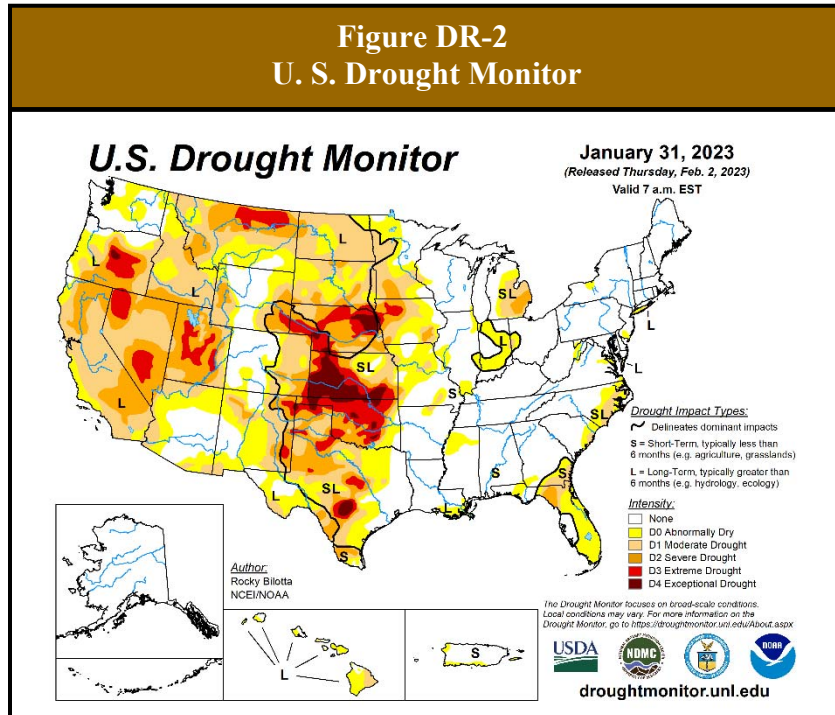 Figure DR-2
U. S. Drought Monitor
U.S. Drought Monitor
January 31, 2023
(Released Thursday, Feb. 2, 2023)
Valid 7 a.m. EST
L
L
SL
L
L
L
SL
S
L
L
SL
S
S
L
SL
L
S
L
Drought Impact Types:
Delineates dominant impacts
S = Short-Term, typically less than
6 months (e.g. agriculture, grasslands)
L = Long-Term, typically greater than
6 months (e.g. hydrology, ecology)
Intensity:
None
D0 Abnormally Dry
D1 Moderate Drought
D2 Severe Drought
D3 Extreme Drought
D4 Exceptional Drought
Author:
Rocky Bilotta
NCEI/NOAA
L
S
The Drought Monitor focuses on broad-scale conditions.
Local conditions may vary. For more information on the
Drought Monitor, go to https://droughtmonitor.unl.edu/About.aspx
USDA
NDMC
NOAA
droughtmonitor.unl.edu